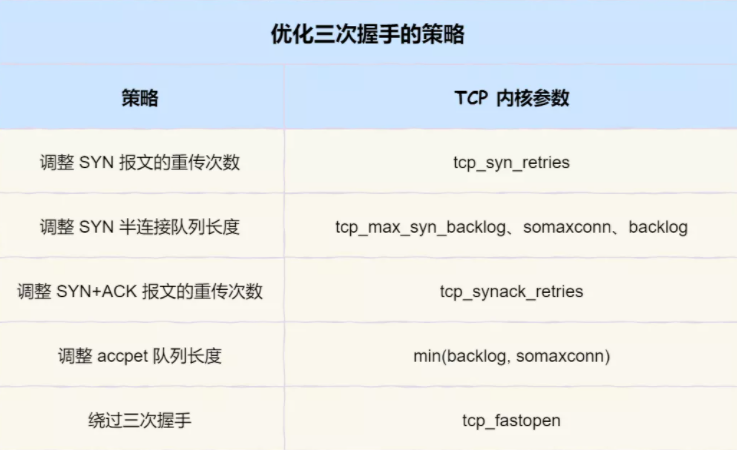 优化三次握手的策略
策略 TCP 内核参数
调整 SYN 报文的重传次数 tcp_syn_retries
调整 SYN 半连接队列长度 tcp_max_syn_backlog、somaxconn、backlog
调整 SYN+ACK 报文的重传次数 tcp_synack_retries
调整 accpet 队列长度 min(backlog, somaxconn)
绕过三次握手 tcp_fastopen